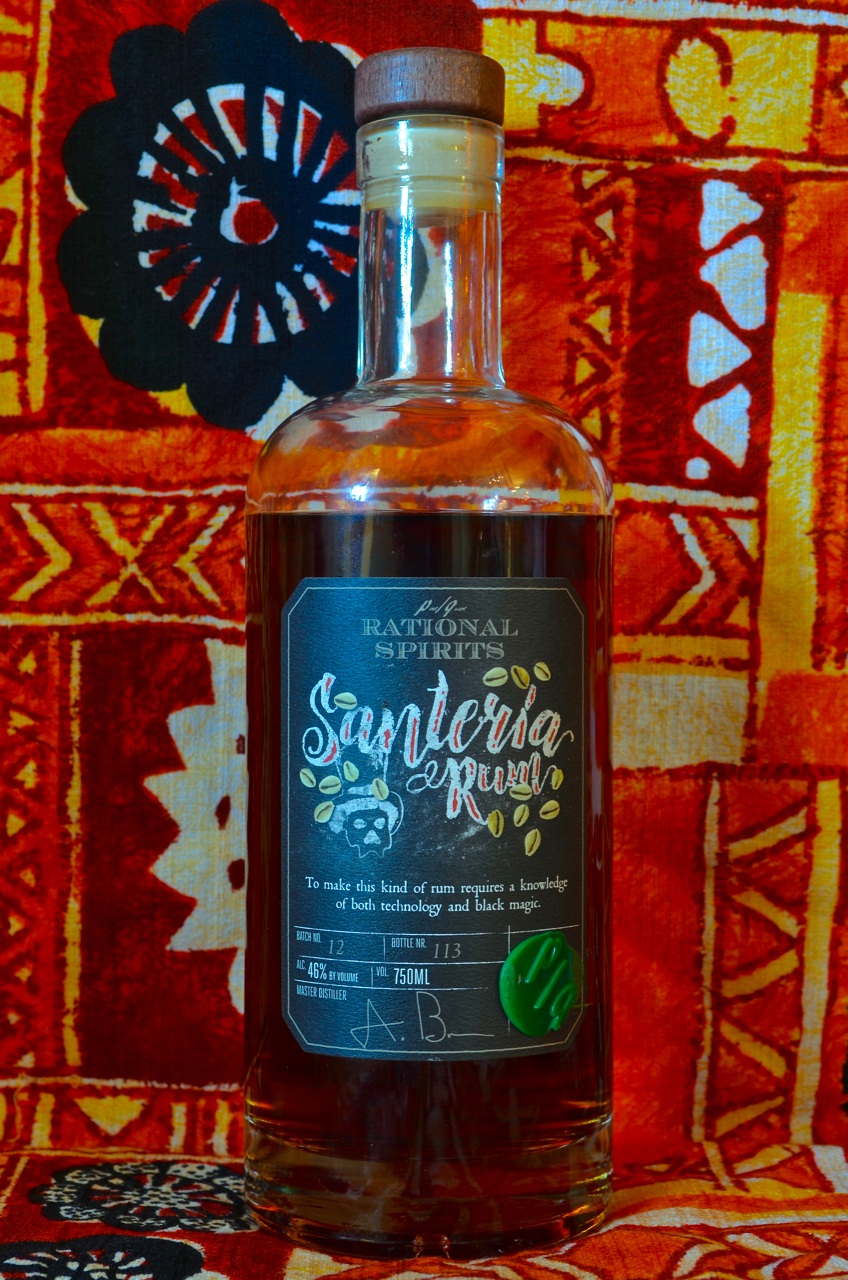 RATIONAL
SPIRITS
Santeria
Rum
To make this kind of rum requires a knowledge
of both technology and black magic.
BATCH NO. 12 BOTTLE NR. 113
ALC. 46% BY VOLUME VOL. 750ML
MASTER DISTILLER
A. B